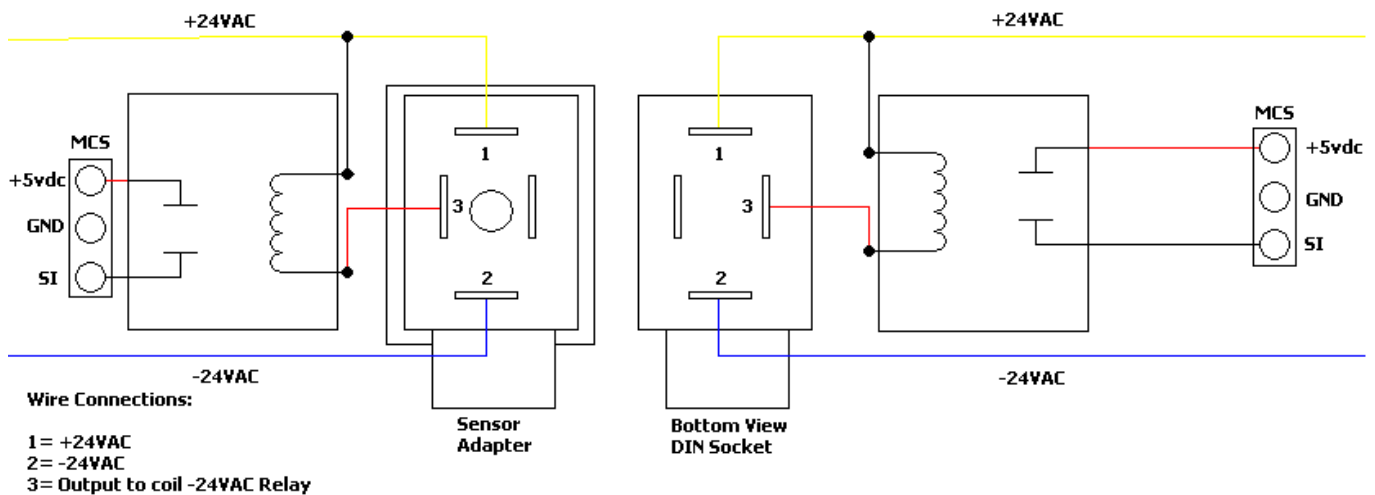 +24VAC
+24VAC
MCS
+5vdc
GND
SI
1
3
2
1
3
2
MCS
+5vdc
GND
SI
-24VAC
-24VAC
Wire Connections:
1= +24VAC
2= -24VAC
3= Output to coil -24VAC Relay
Sensor
Adapter
Bottom View
DIN Socket